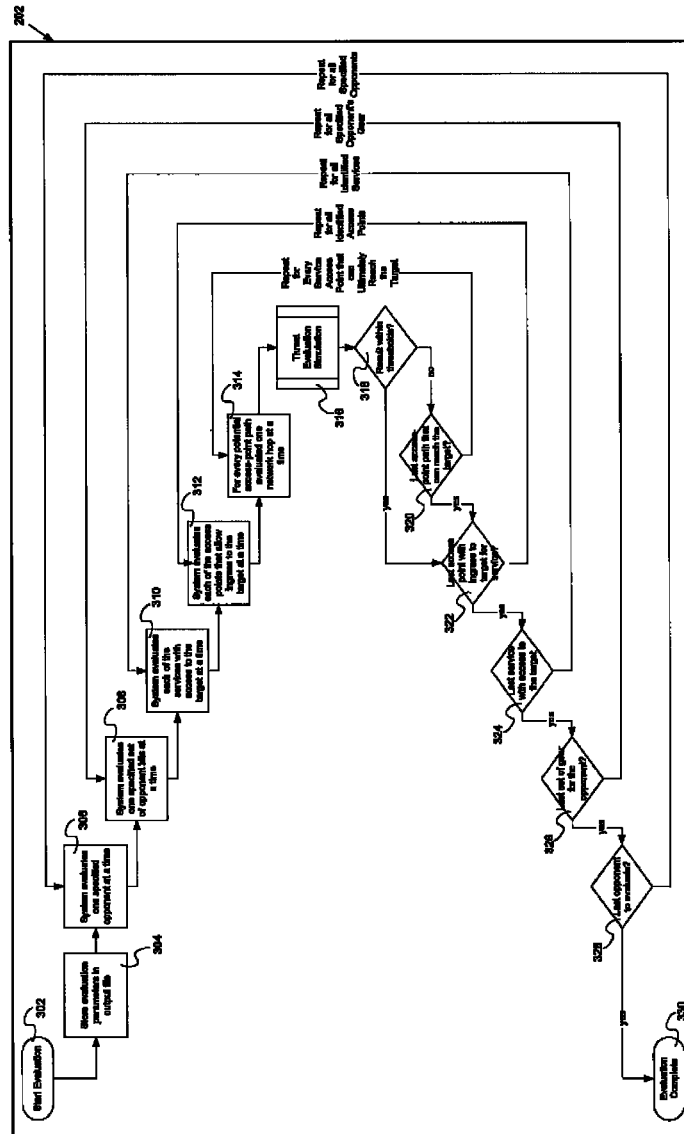 202
302
Start Evaluation
Store evaluation
parameters in
output file
304
306
System evaluates
one specified
opponent at a time
308
System evaluates
one specified set
of opponent kits at
a time
310
System evaluates
each of the
services with
access to the
target at a time
312
System evaluates
each of the access
points that allow
ingress to the
target at a time
314
For every potential
access-point path
evaluated one
network hop at a
time
Threat
Evaluation
Simulation
316
Result within
thresholds?
318
no
yes
Last access-
point path that
can reach the
target?
320
yes
Last access
point with
ingress to
target for
service?
322
yes
Last service
with access to
the target
324
yes
Last set of gear
for the
opponent?
326
yes
Last opponent
to evaluate?
328
yes
Evaluation
Complete
330
Repeat
for
Every
Service
Access
Point that
can
Ultimately
Reach
the
Target
Repeat
for all
Identified
Access
Points
Repeat
for all
Identified
Services
Repeat
for all
Specified
Opponent's
Gear
Repeat
for all
Specified
Opponents